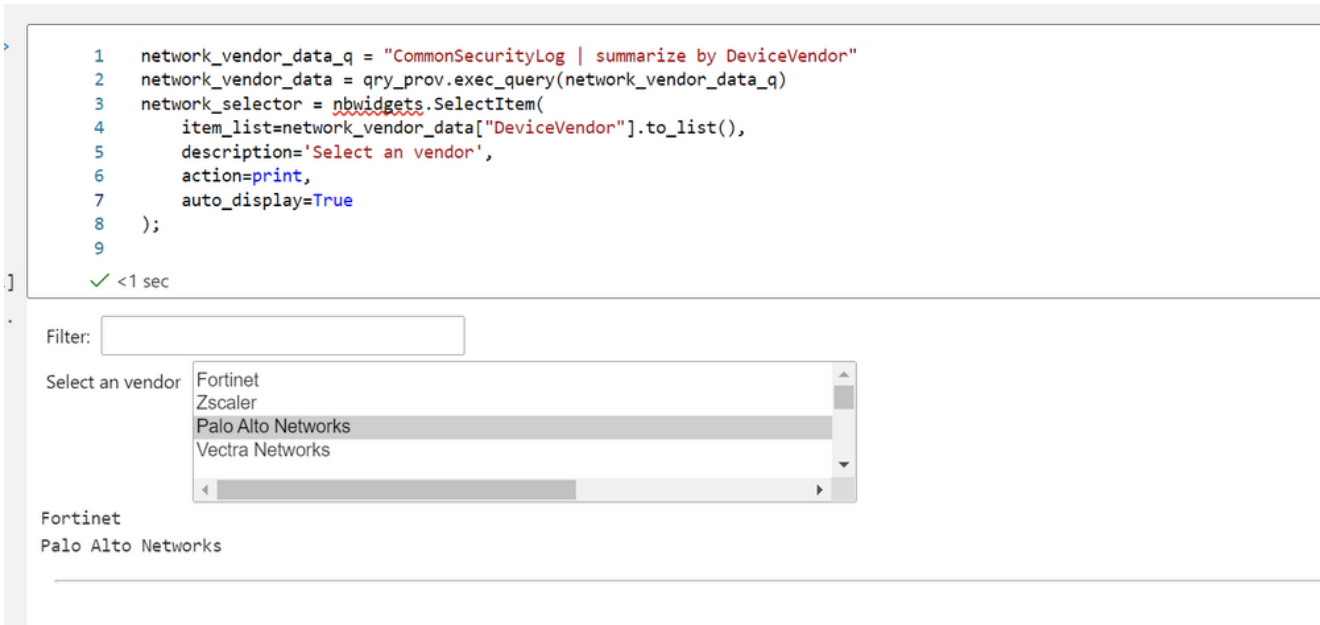 1 network_vendor_data_q = "CommonSecurityLog | summarize by DeviceVendor"
2 network_vendor_data = qry_prov.exec_query(network_vendor_data_q)
3 network_selector = nbwidgets.SelectItem(
4 item_list=network_vendor_data["DeviceVendor"].to_list(),
5 description='Select an vendor',
6 action=print,
7 auto_display=True
8 );
9
.] ✓ <1 sec
Filter:
Select an vendor Fortinet
Zscaler
Palo Alto Networks
Vectra Networks
Fortinet
Palo Alto Networks